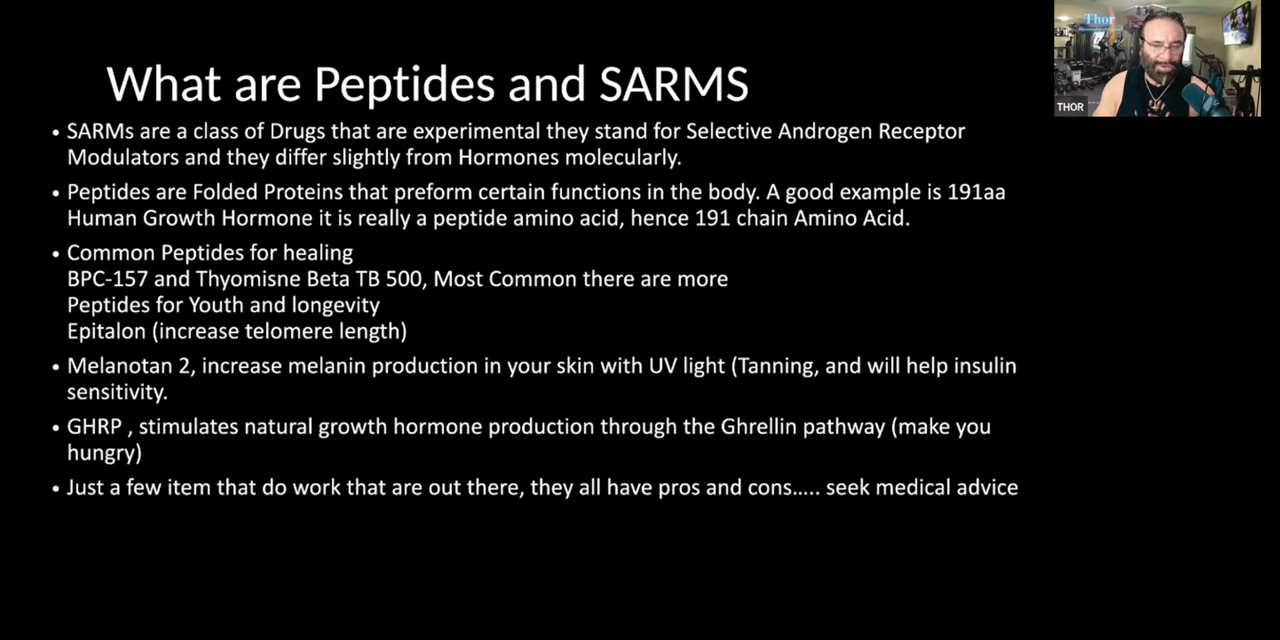 What are Peptides and SARMS
• SARMs are a class of Drugs that are experimental they stand for Selective Androgen Receptor
Modulators and they differ slightly from Hormones molecularly.
• Peptides are Folded Proteins that preform certain functions in the body. A good example is 191aa
Human Growth Hormone it is really a peptide amino acid, hence 191 chain Amino Acid.
• Common Peptides for healing
BPC-157 and Thyomisne Beta TB 500, Most Common there are more
Peptides for Youth and longevity
Epitalon (increase telomere length)
• Melanotan 2, increase melanin production in your skin with UV light (Tanning, and will help insulin
sensitivity.
• GHRP , stimulates natural growth hormone production through the Ghrellin pathway (make you
hungry)
• Just a few item that do work that are out there, they all have pros and cons..... seek medical advice
Thor
THOR